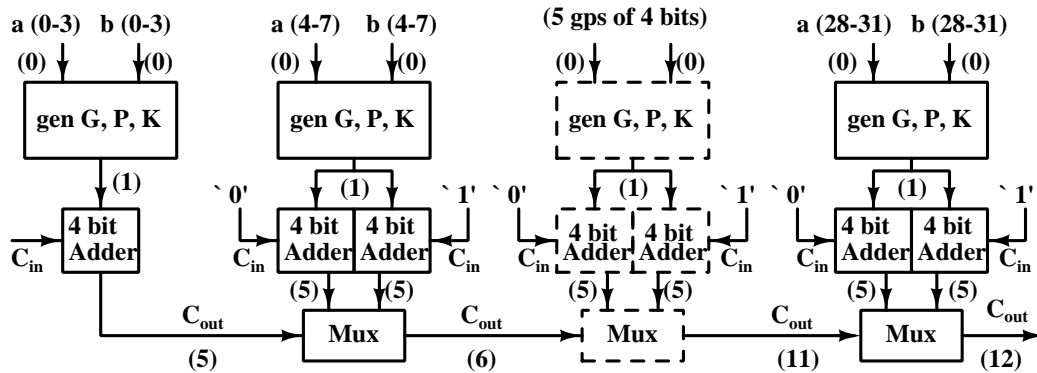 a (0-3) b (0-3) a (4-7) b (4-7) (5 gps of 4 bits) a (28-31) b (28-31)
(0) (0) (0) (0) (0) (0) (0) (0)
gen G, P, K gen G, P, K gen G, P, K gen G, P, K
(1) (1) (1) (1)
` 0' ` 1' ` 0' ` 1' ` 0' ` 1'
4 bit 4 bit 4 bit 4 bit 4 bit 4 bit 4 bit
Adder Adder Adder Adder Adder Adder Adder
Cin Cin Cin Cin Cin Cin Cin
(5) (5) (5) (5) (5) (5)
Cout Mux Cout Mux Cout Mux Cout
(5) (6) (11) (12)